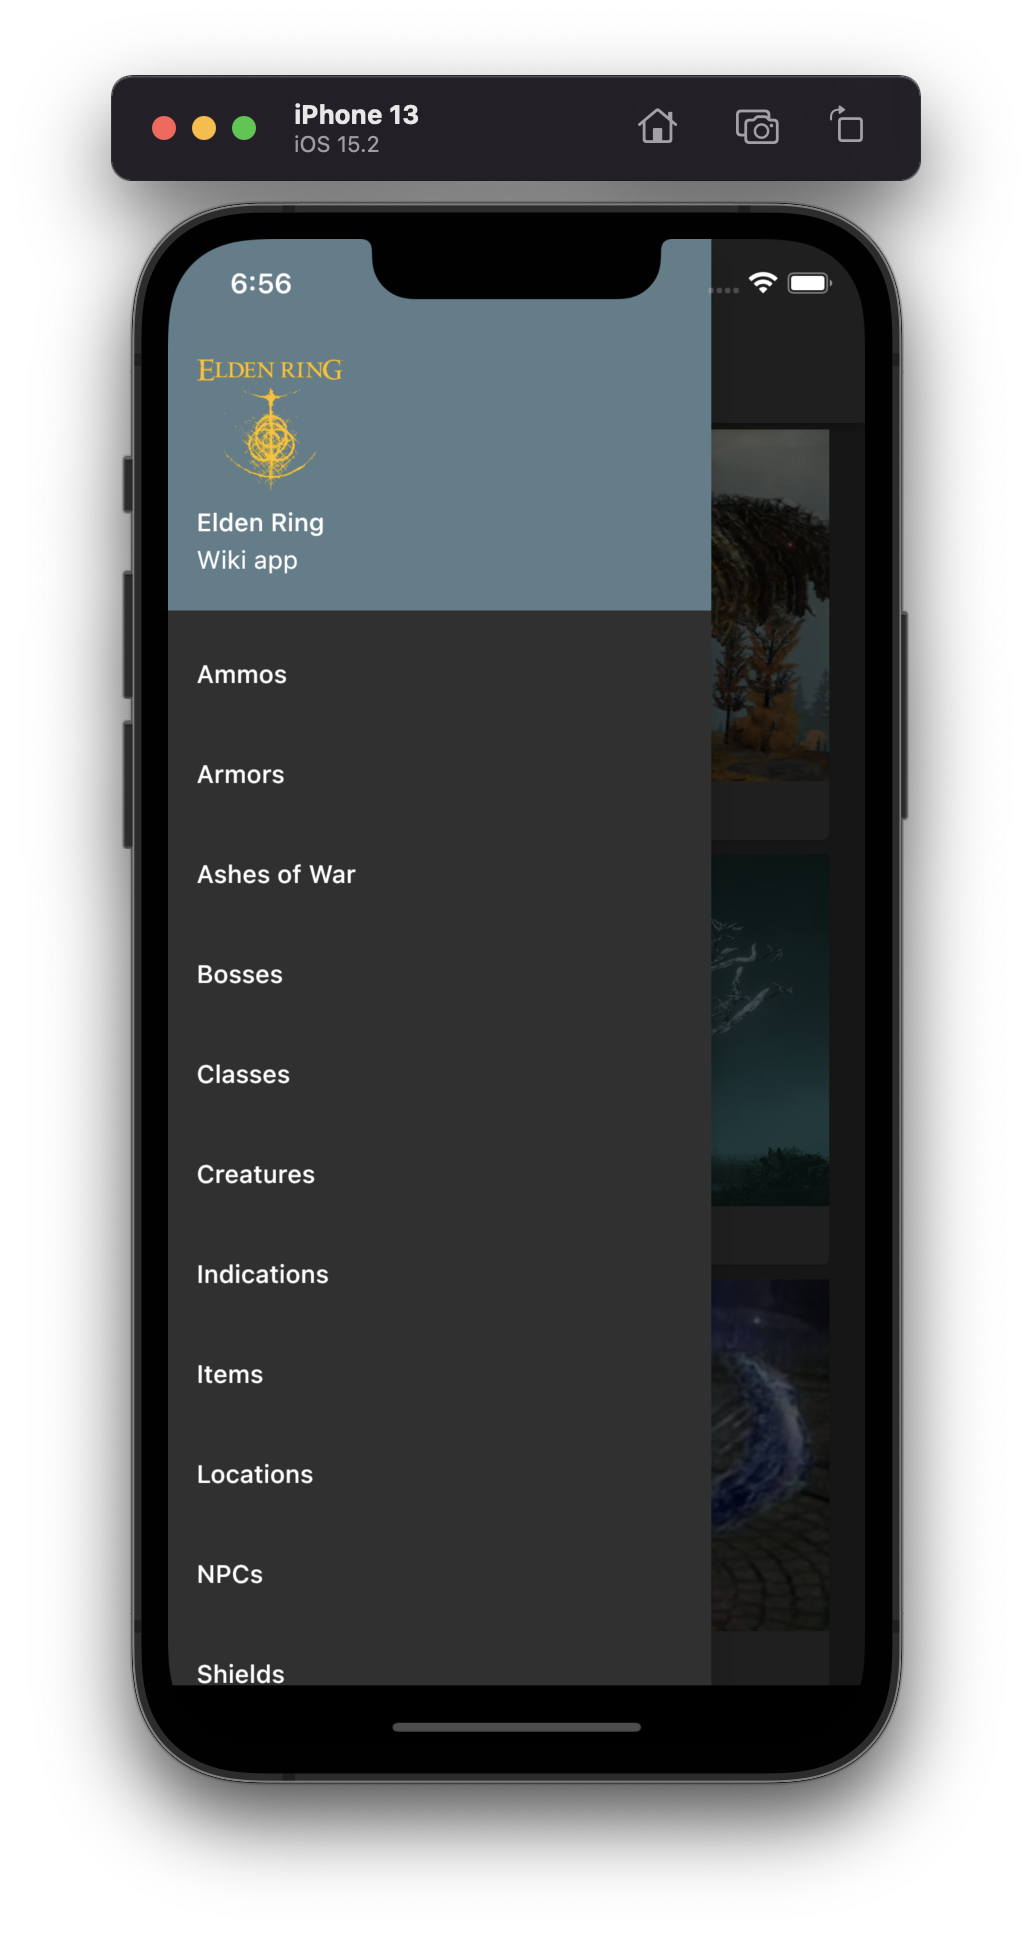 iPhone 13
iOS 15.2
6:56
ELDEN RING
Elden Ring
Wiki app
Ammos
Armors
Ashes of War
Bosses
Classes
Creatures
Indications
Items
Locations
NPCs
Shields